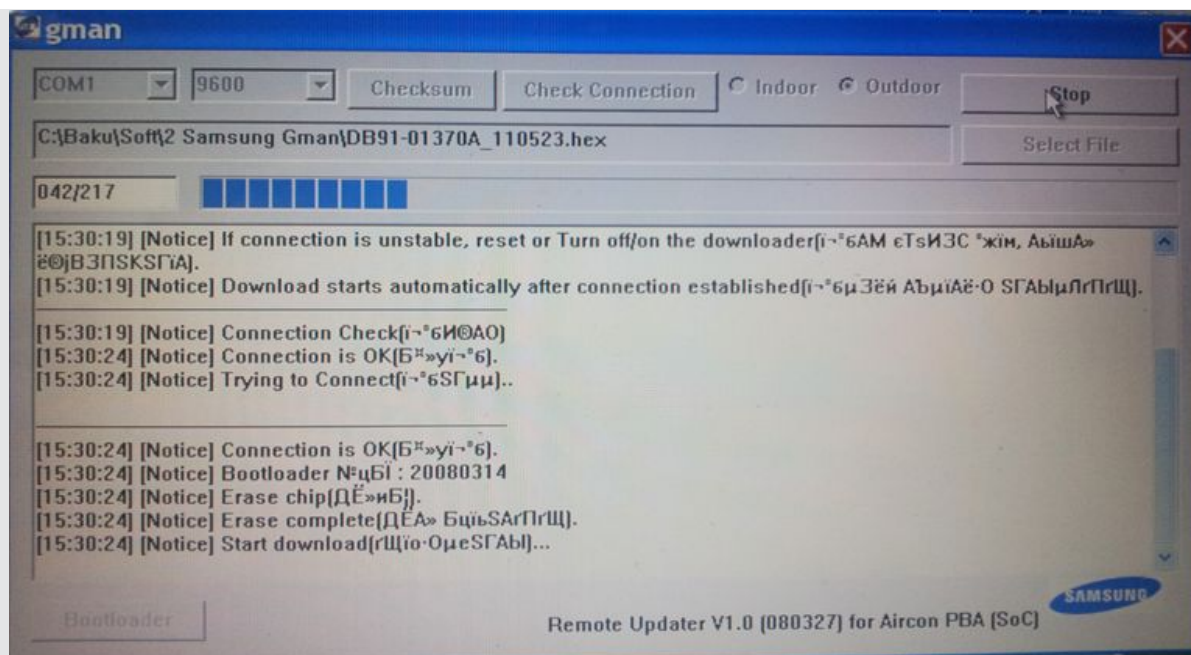 gman
COM1 9600 Checksum Check Connection Indoor Outdoor Stop
C:\Baku\Soft\2 Samsung Gman\DB91-01370A_110523.hex Select File
042/217
[15:30:19] [Notice] If connection is unstable, reset or Turn off/on the downloader
[15:30:19] [Notice] Download starts automatically after connection established
[15:30:19] [Notice] Connection Check
[15:30:24] [Notice] Connection is OK
[15:30:24] [Notice] Trying to Connect
[15:30:24] [Notice] Connection is OK
[15:30:24] [Notice] Bootloader №цБΪ : 20080314
[15:30:24] [Notice] Erase chip
[15:30:24] [Notice] Erase complete
[15:30:24] [Notice] Start download
SAMSUNG
Bootloader Remote Updater V1.0 (080327) for Aircon PBA (SoC)